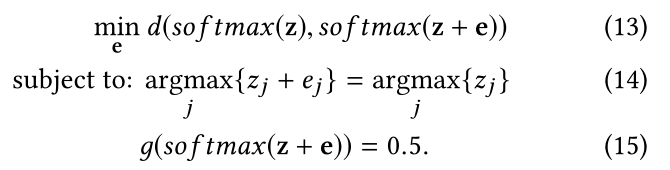 min d(softmax(z), softmax(z + e)) (13)
e
subject to: argmax{z_j + e_j} = argmax{z_j} (14)
j j
g(softmax(z + e)) = 0.5. (15)